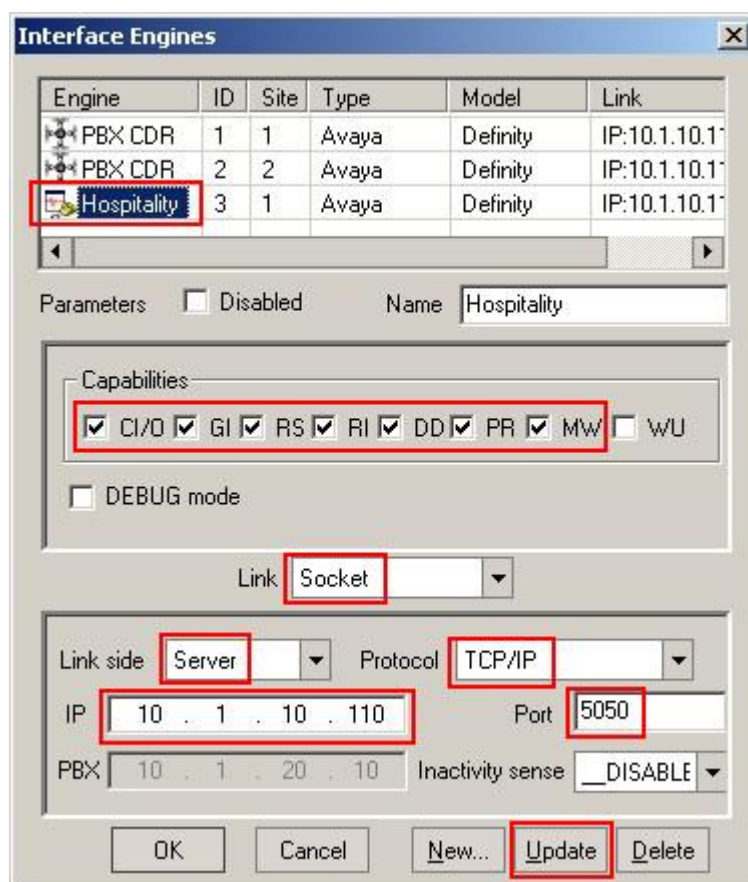 Interface Engines
Engine ID Site Type Model Link
PBX CDR 1 1 Avaya Definity IP:10.1.10.1
PBX CDR 2 2 Avaya Definity IP:10.1.10.1
Hospitality 3 1 Avaya Definity IP:10.1.10.1
Parameters Disabled Name Hospitality
Capabilities
CI/O GI RS RI DD PR MW WU
DEBUG mode
Link Socket
Link side Server Protocol TCP/IP
IP 10 . 1 . 10 . 110 Port 5050
PBX 10 . 1 . 20 . 10 Inactivity sense __DISABLE
OK Cancel New... Update Delete